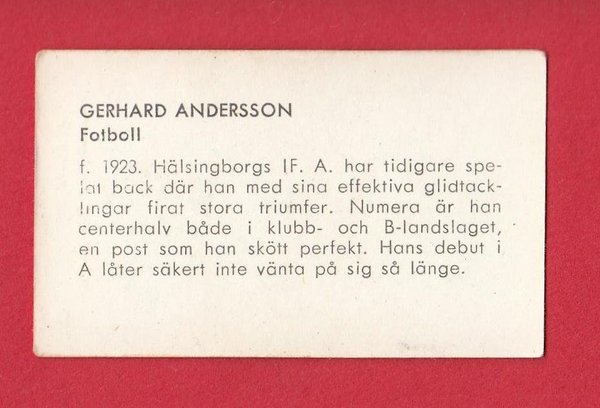 GERHARD ANDERSSON
Fotboll
f. 1923. Hälsingborgs IF. A. har tidigare spe-
lat back där han med sina effektiva glidtack-
lingar firat stora triumfer. Numera är han
centerhalv både i klubb- och B-landslaget,
en post som han skött perfekt. Hans debut i
A låter säkert inte vänta på sig så länge.